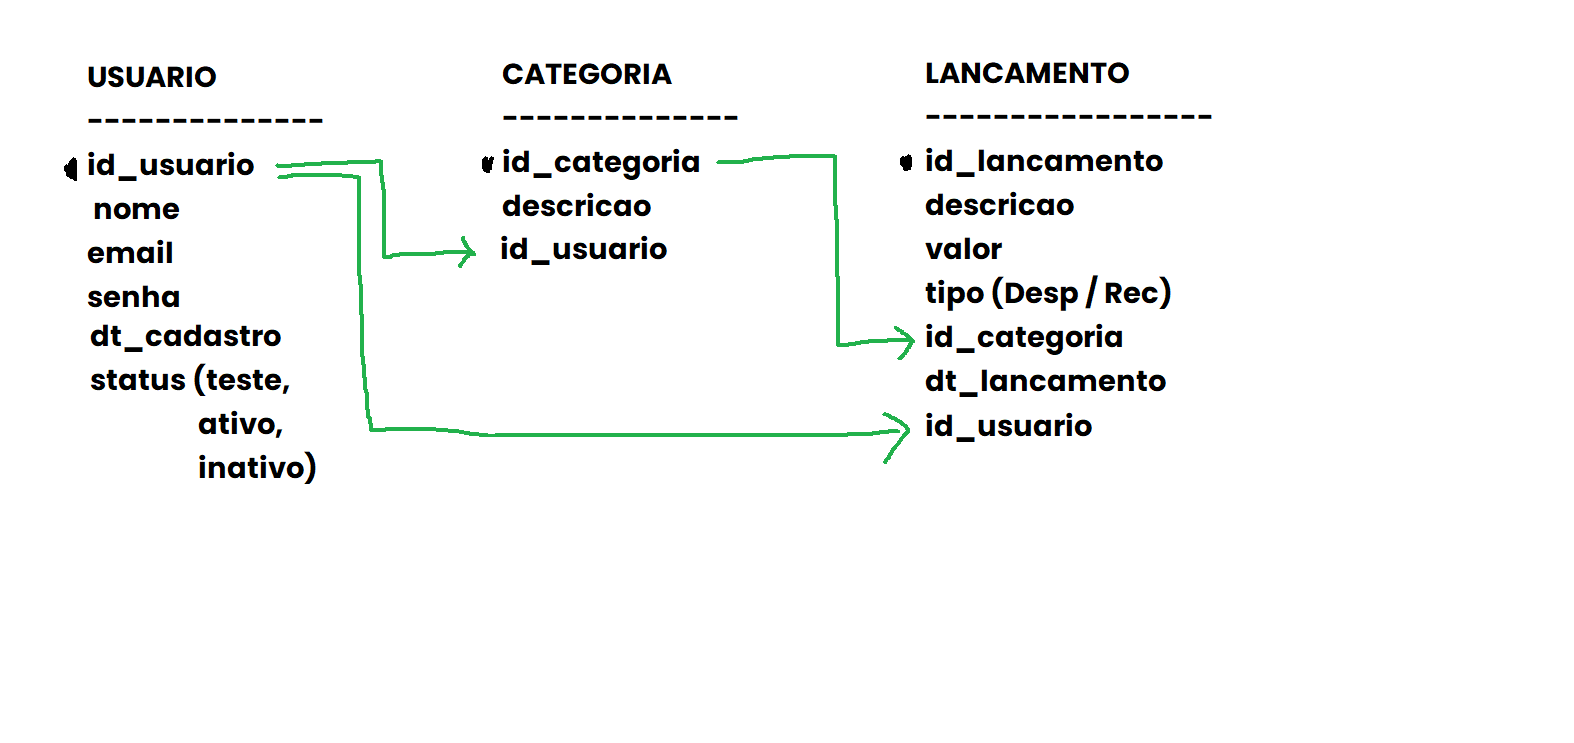 USUARIO
--------------
id_usuario
nome
email
senha
dt_cadastro
status (teste,
ativo,
inativo)
CATEGORIA
--------------
id_categoria
descricao
id_usuario
LANCAMENTO
-----------------
id_lancamento
descricao
valor
tipo (Desp / Rec)
id_categoria
dt_lancamento
id_usuario